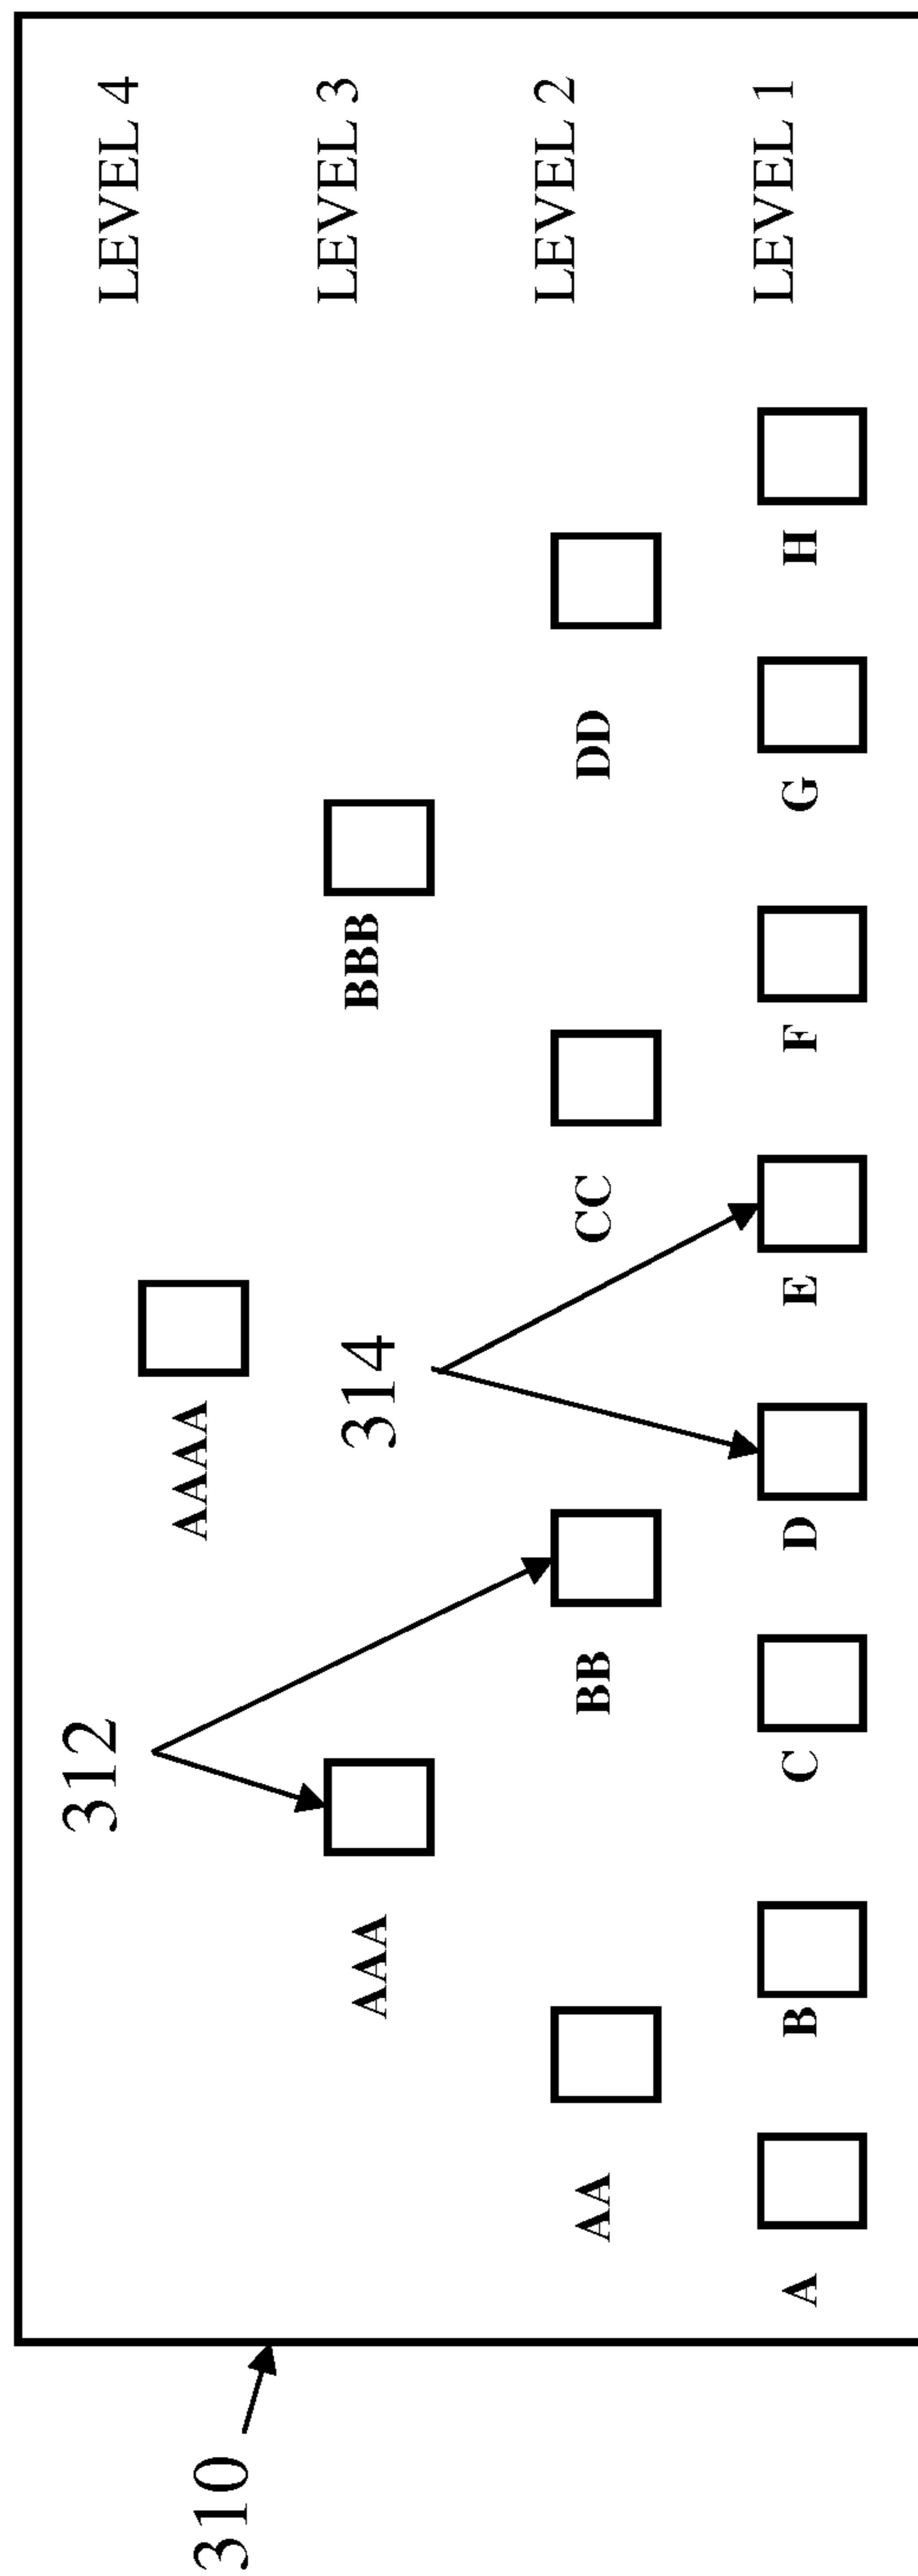 312
LEVEL 4
AAAA
314
LEVEL 3
AAA
BBB
LEVEL 2
AA
BB
CC
DD
LEVEL 1
A
B
C
D
E
F
G
H
310